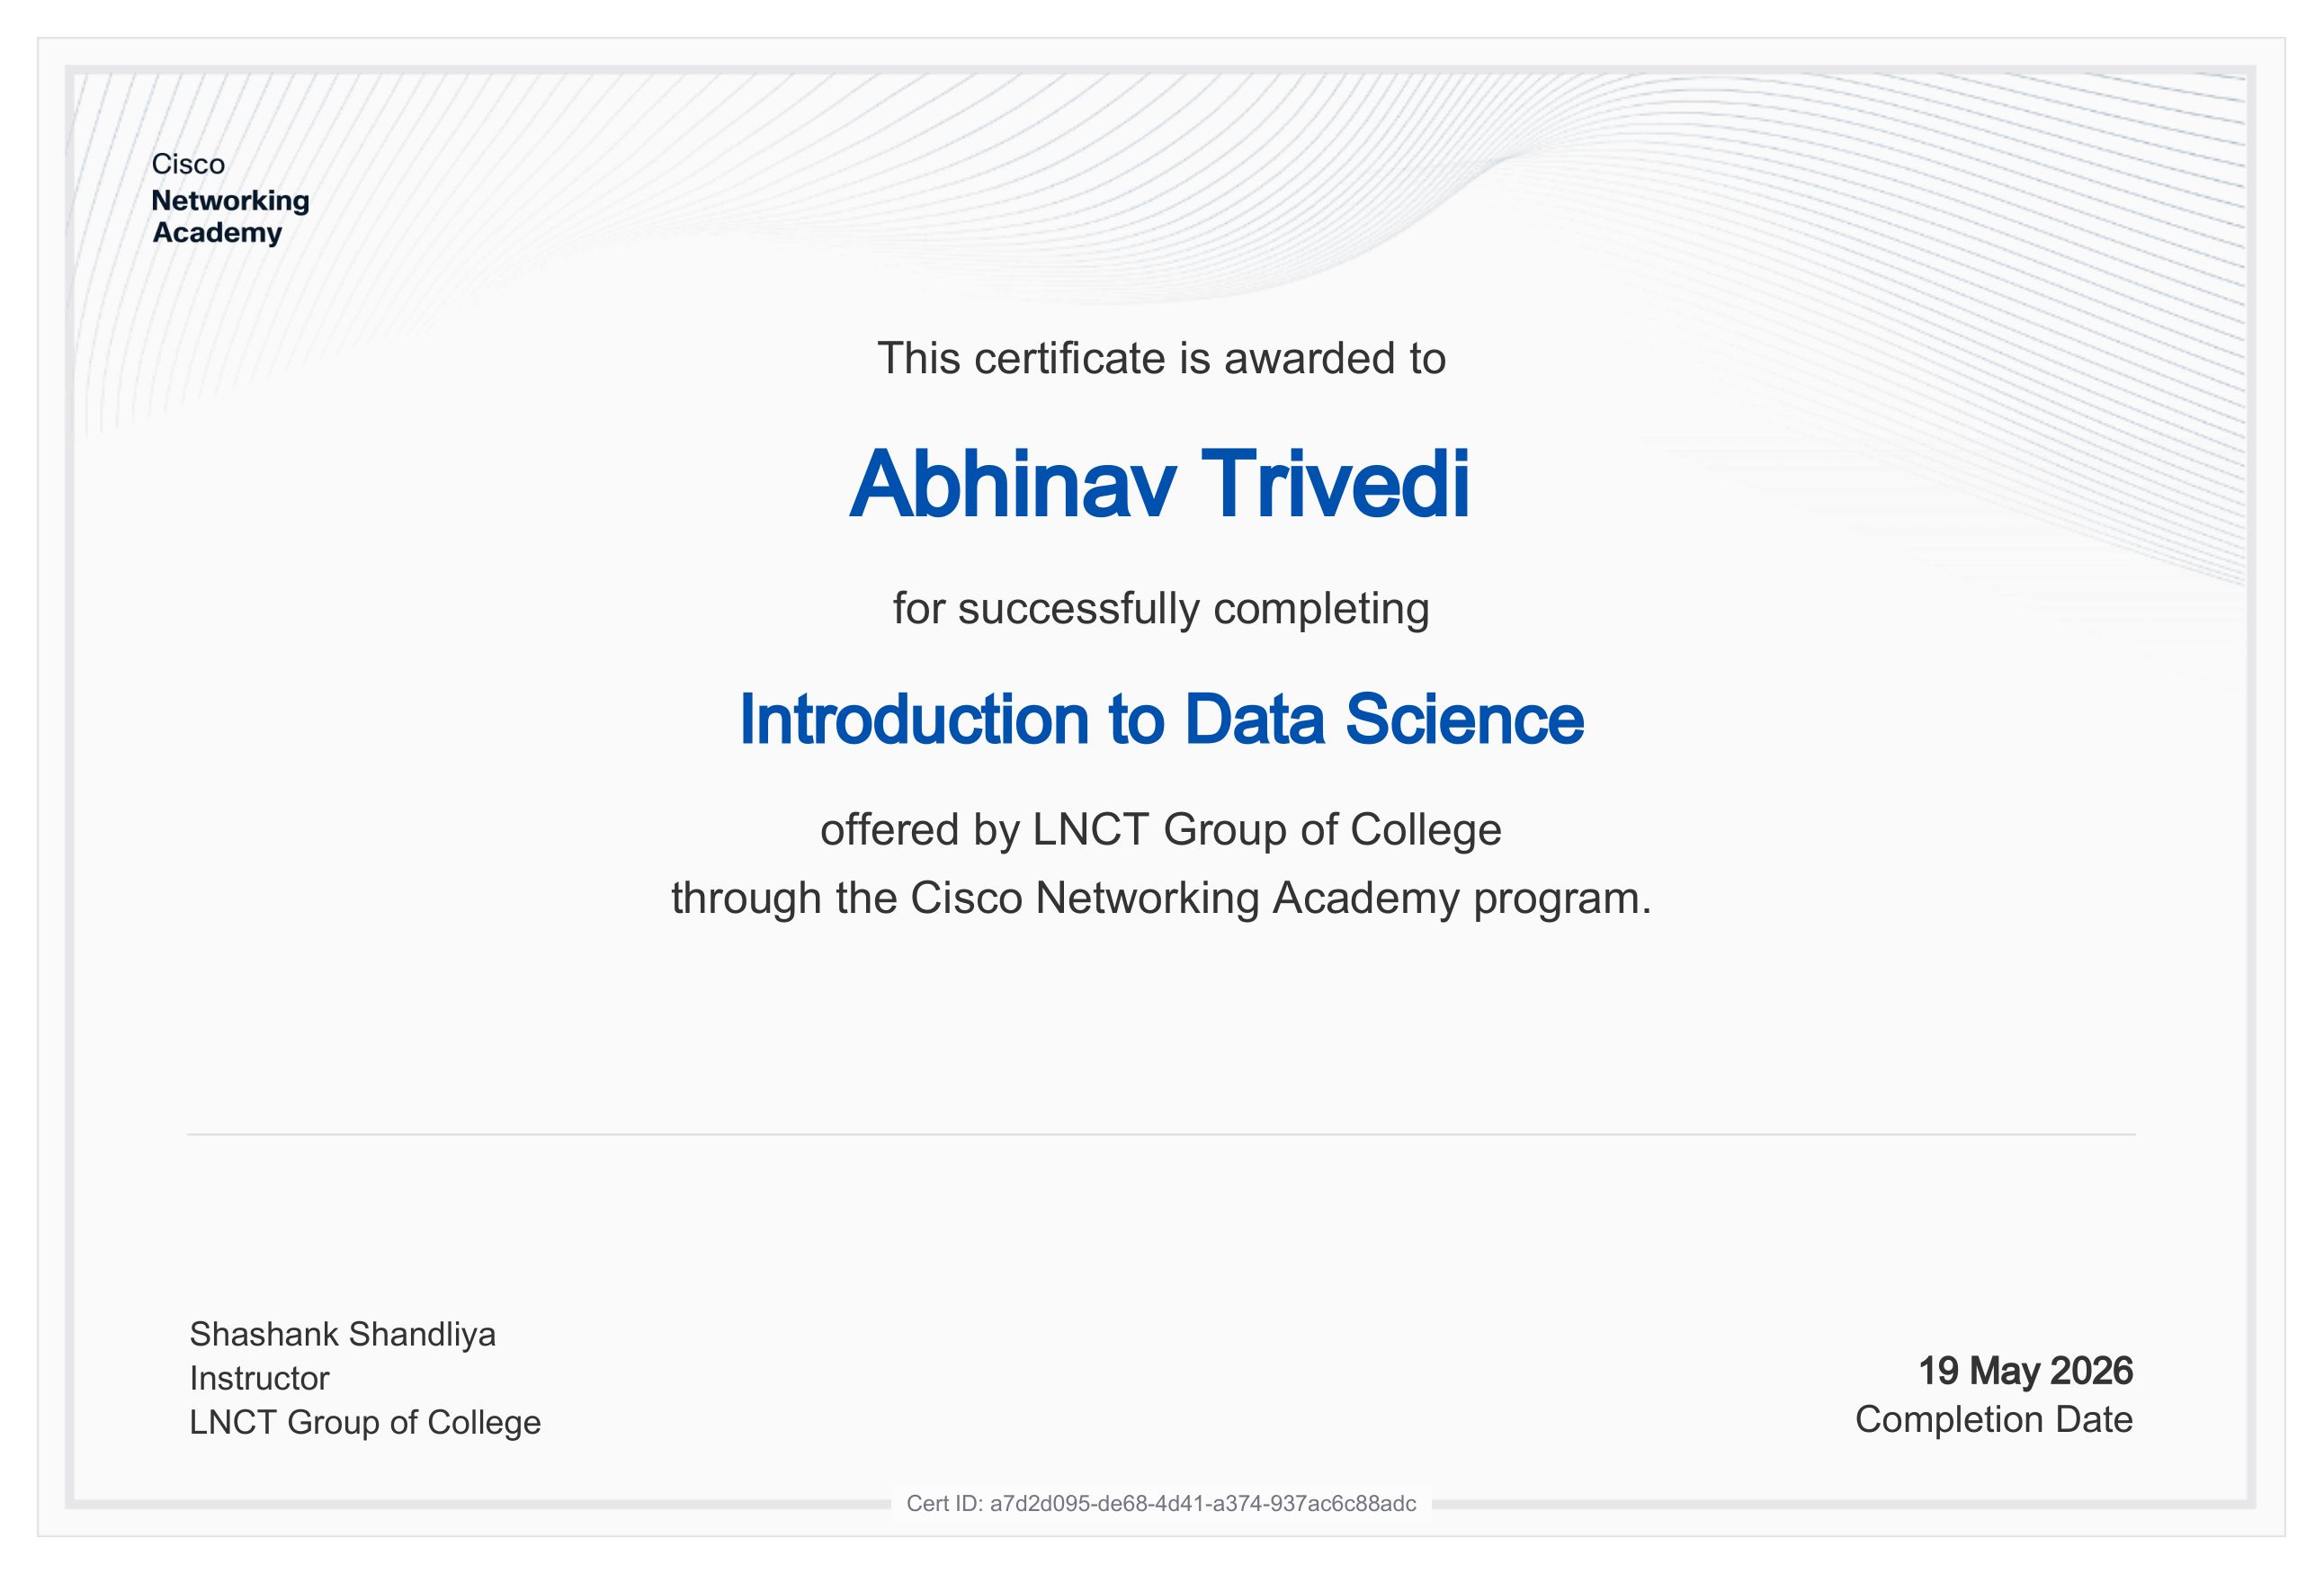 Cisco
Networking
Academy
This certificate is awarded to
Abhinav Trivedi
for successfully completing
Introduction to Data Science
offered by LNCT Group of College
through the Cisco Networking Academy program.
Shashank Shandliya
Instructor
LNCT Group of College
19 May 2026
Completion Date
Cert ID: a7d2d095-de68-4d41-a374-937ac6c88adc